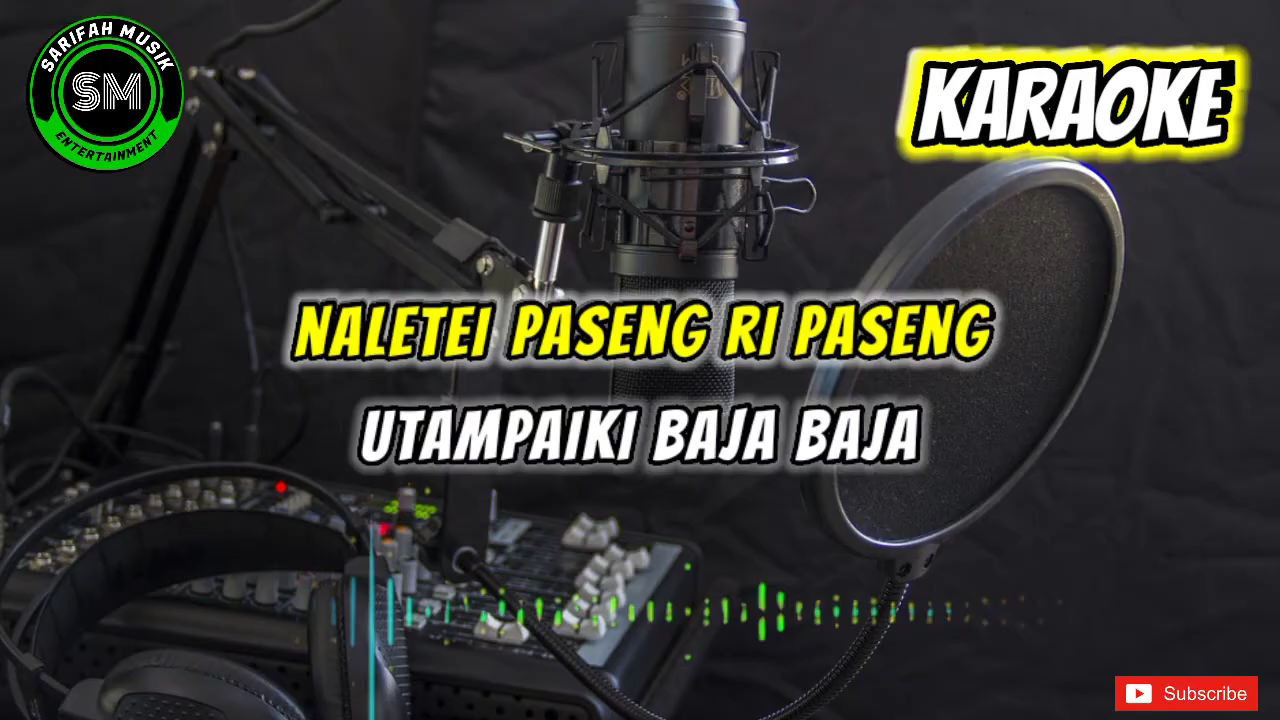 SARIFAH MUSIK
SM
ENTERTAINMENT
KARAOKE
NALETEI PASENG RI PASENG
UTAMPAIKI BAJA BAJA
Subscribe